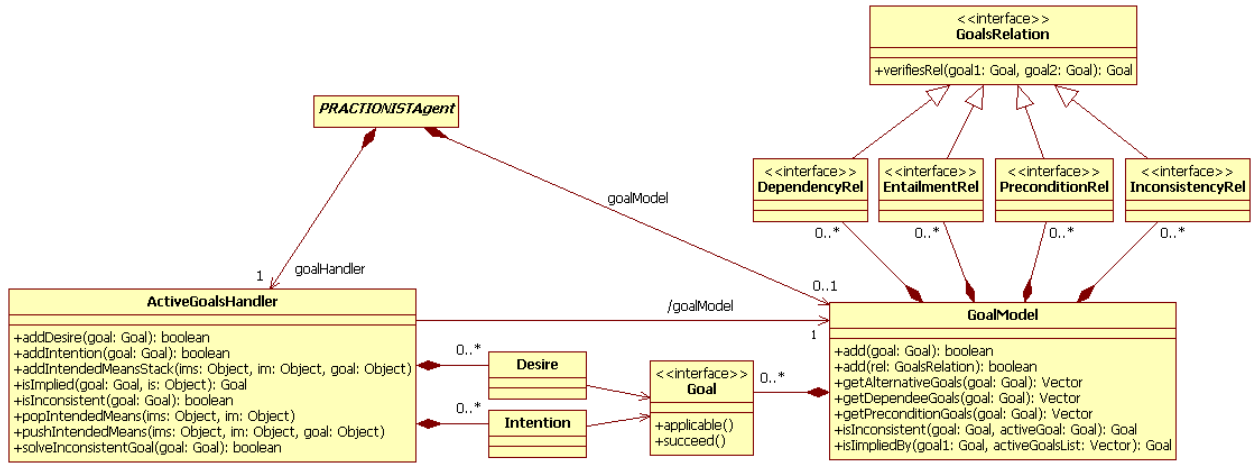 <<interface>>
GoalsRelation
+verifiesRel(goal1: Goal, goal2: Goal): Goal
PRACTIONISTAgent
<<interface>>
DependencyRel
<<interface>>
EntailmentRel
<<interface>>
PreconditionRel
<<interface>>
InconsistencyRel
goalModel
0..*
0..*
0..*
0..*
1
goalHandler
0..1
ActiveGoalsHandler
+addDesire(goal: Goal): boolean
+addIntention(goal: Goal): boolean
+addIntendedMeansStack(ims: Object, im: Object, goal: Object)
+isImplied(goal: Goal, is: Object): Goal
+isInconsistent(goal: Goal): boolean
+popIntendedMeans(ims: Object, im: Object)
+pushIntendedMeans(ims: Object, im: Object, goal: Object)
+solveInconsistentGoal(goal: Goal): boolean
/goalModel
1
0..*
Desire
0..*
Intention
<<interface>>
Goal
+applicable()
+succeed()
0..*
GoalModel
+add(goal: Goal): boolean
+add(rel: GoalsRelation): boolean
+getAlternativeGoals(goal: Goal): Vector
+getDependeeGoals(goal: Goal): Vector
+getPreconditionGoals(goal: Goal): Vector
+isInconsistent(goal: Goal, activeGoal: Goal): Goal
+isIimpliedBy(goal1: Goal, activeGoalsList: Vector): Goal